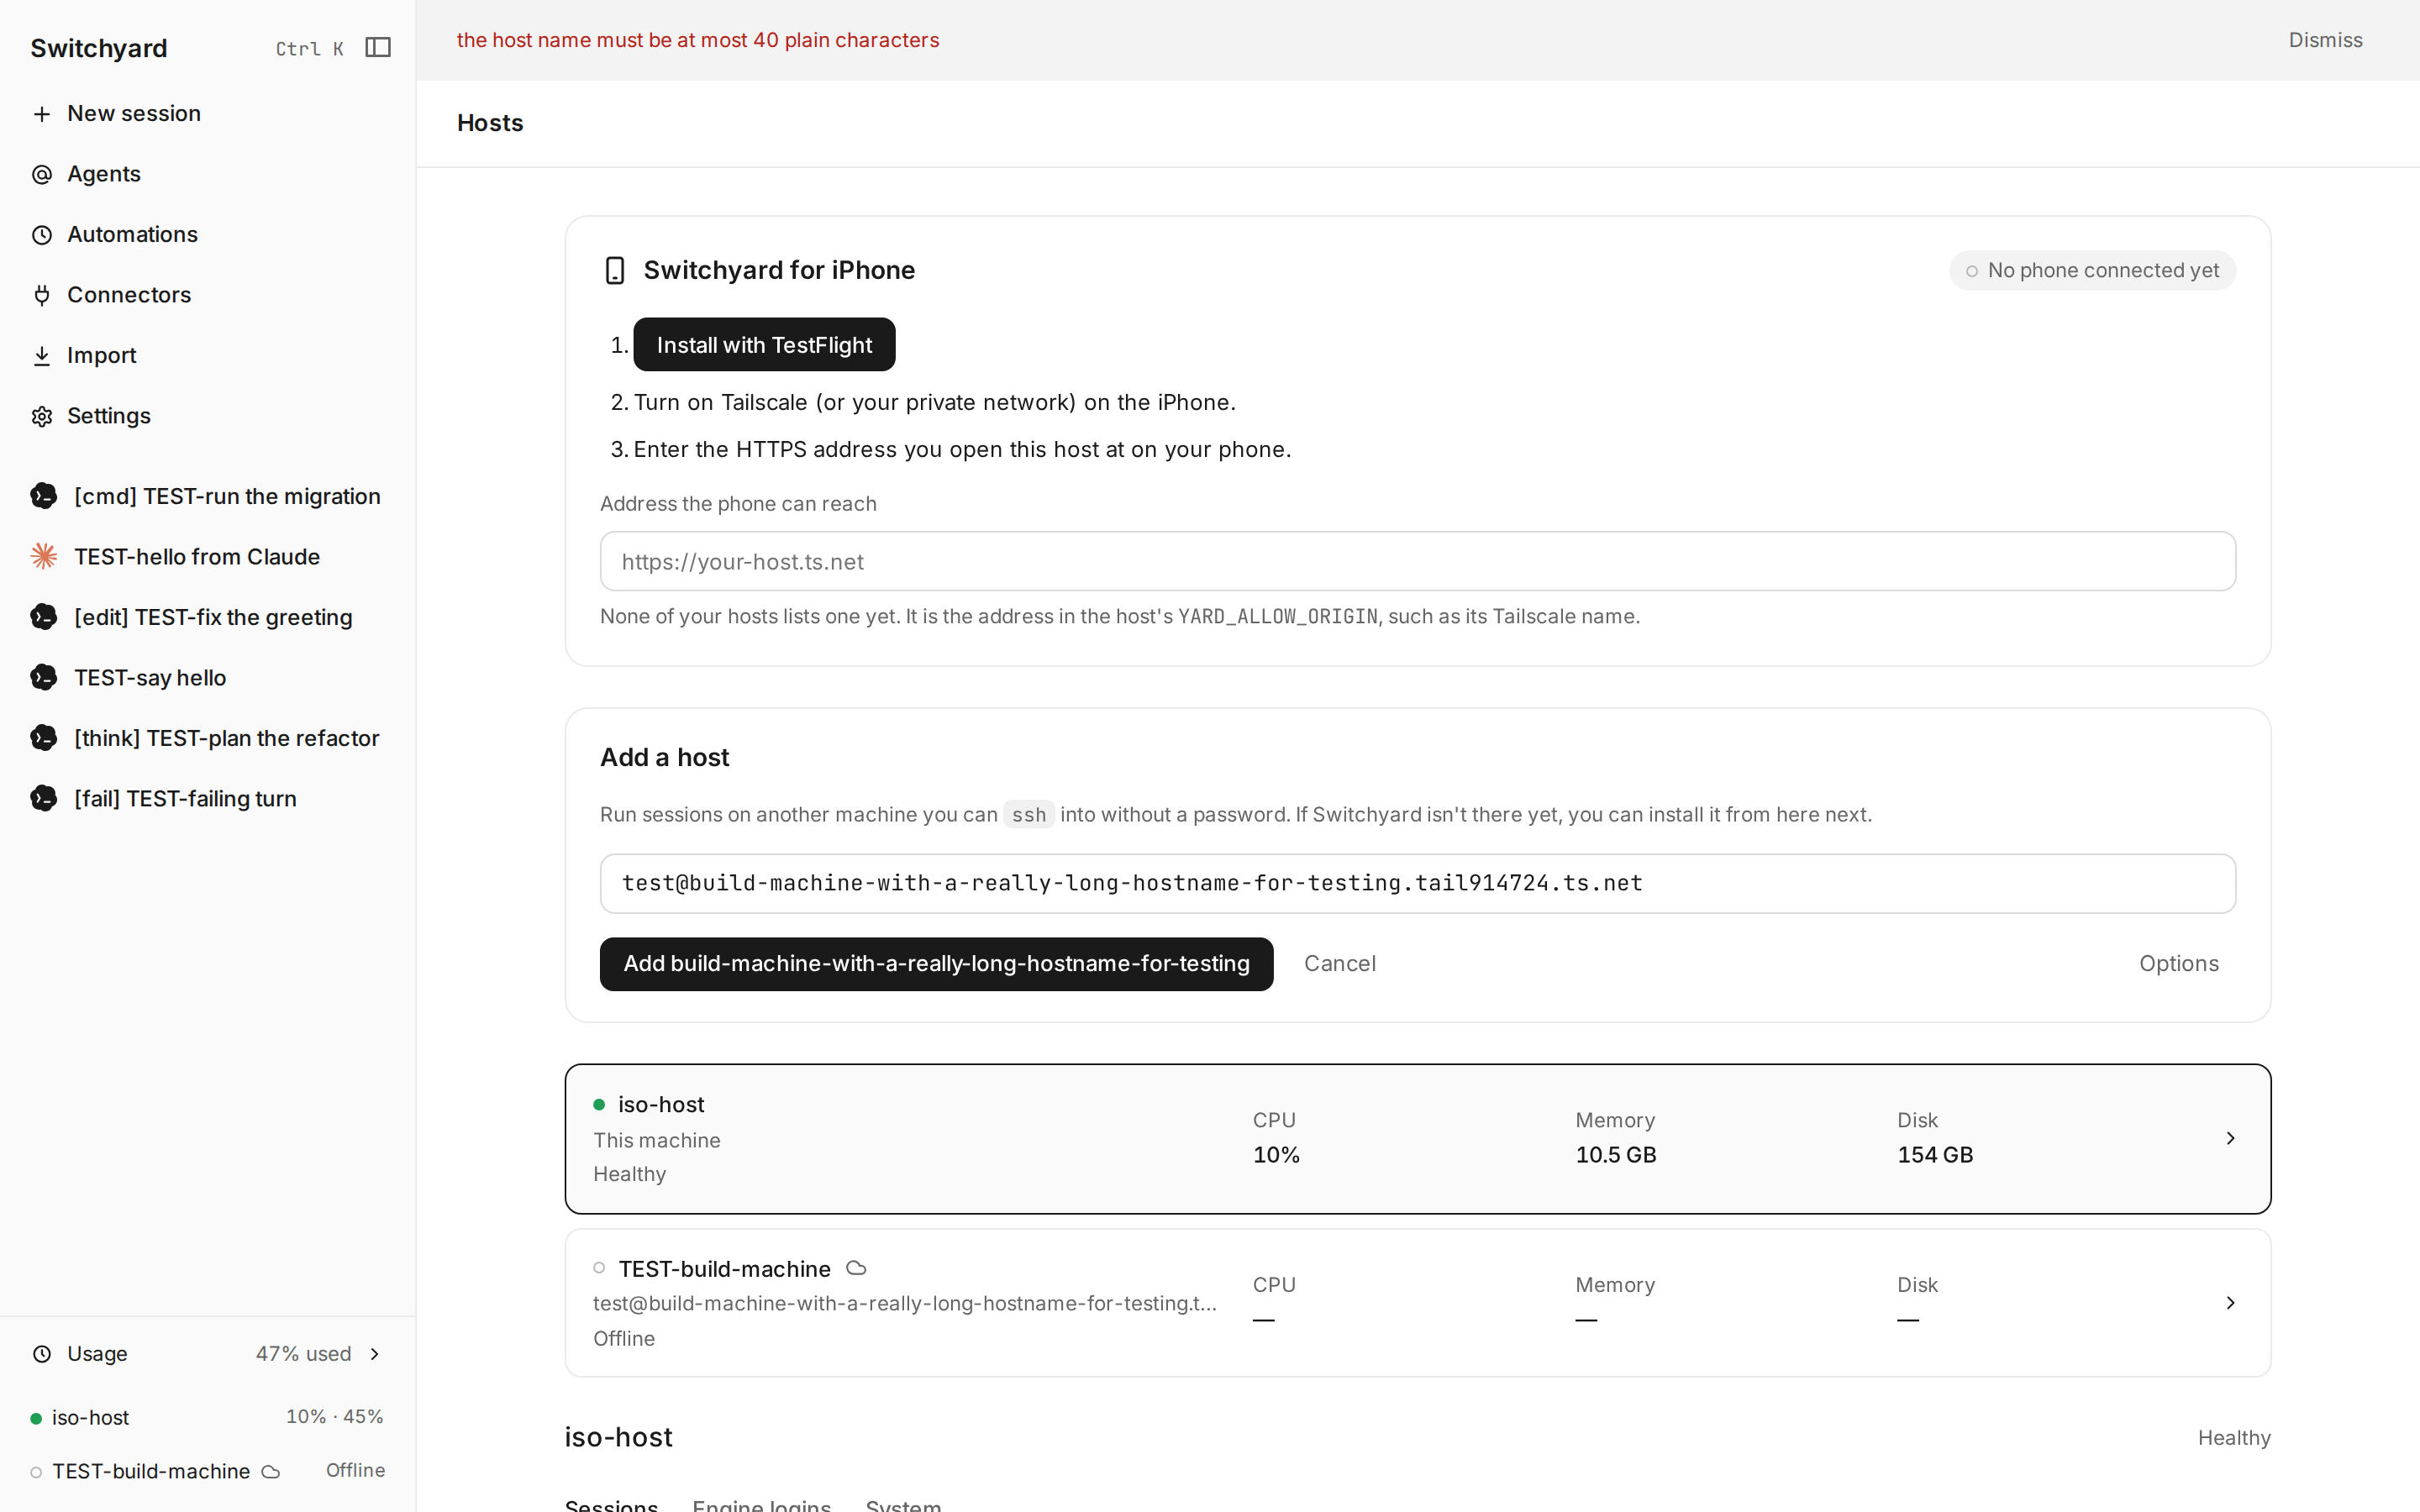 Switchyard
Ctrl K
New session
Agents
Automations
Connectors
Import
Settings
[cmd] TEST-run the migration
TEST-hello from Claude
[edit] TEST-fix the greeting
TEST-say hello
[think] TEST-plan the refactor
[fail] TEST-failing turn
Usage 47% used
iso-host 10% · 45%
TEST-build-machine Offline
the host name must be at most 40 plain characters Dismiss
Hosts
Switchyard for iPhone No phone connected yet
1. Install with TestFlight
2. Turn on Tailscale (or your private network) on the iPhone.
3. Enter the HTTPS address you open this host at on your phone.
Address the phone can reach
https://your-host.ts.net
None of your hosts lists one yet. It is the address in the host's YARD_ALLOW_ORIGIN, such as its Tailscale name.
Add a host
Run sessions on another machine you can ssh into without a password. If Switchyard isn't there yet, you can install it from here next.
test@build-machine-with-a-really-long-hostname-for-testing.tail914724.ts.net
Add build-machine-with-a-really-long-hostname-for-testing Cancel Options
iso-host
This machine
Healthy
CPU Memory Disk
10% 10.5 GB 154 GB
TEST-build-machine
test@build-machine-with-a-really-long-hostname-for-testing.t...
Offline
CPU Memory Disk
— — —
iso-host Healthy
Sessions Engine logins System